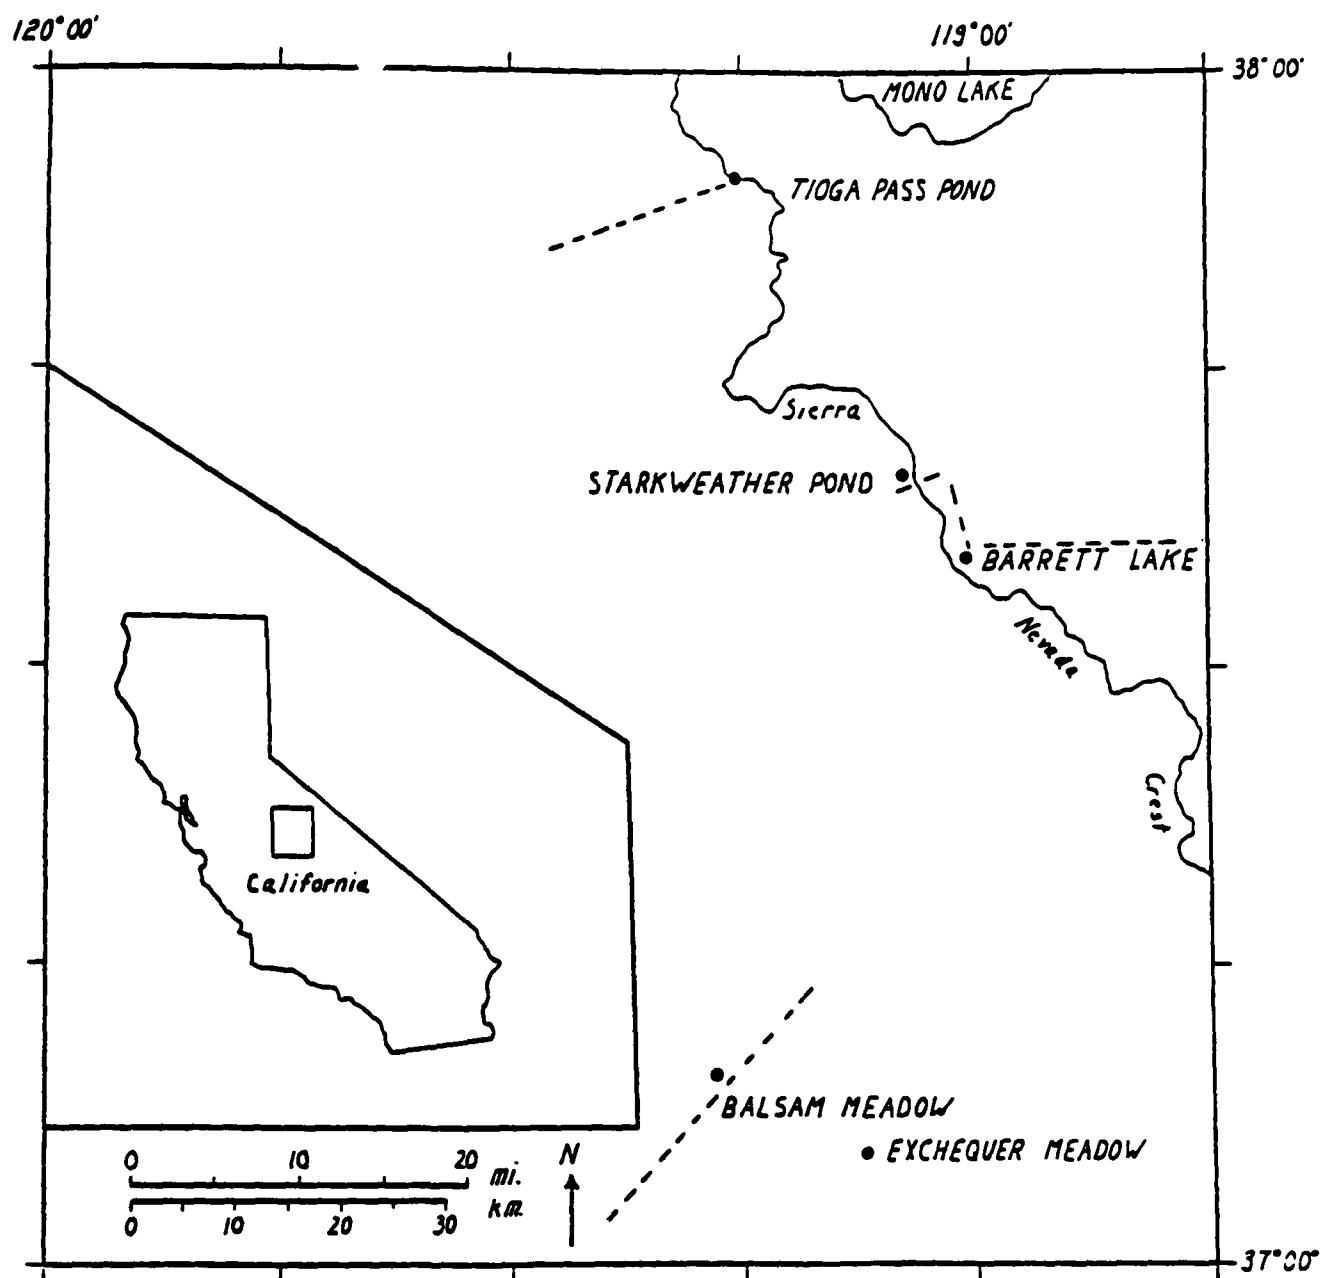 120°00'
119°00'
38°00'
MONO LAKE
TIOGA PASS POND
Sierra
STARKWEATHER POND
BARRETT LAKE
Nevada
Crest
California
BALSAM MEADOW
EXCHEQUER MEADOW
0 10 20 mi.
0 10 20 30 km
N
37°00'